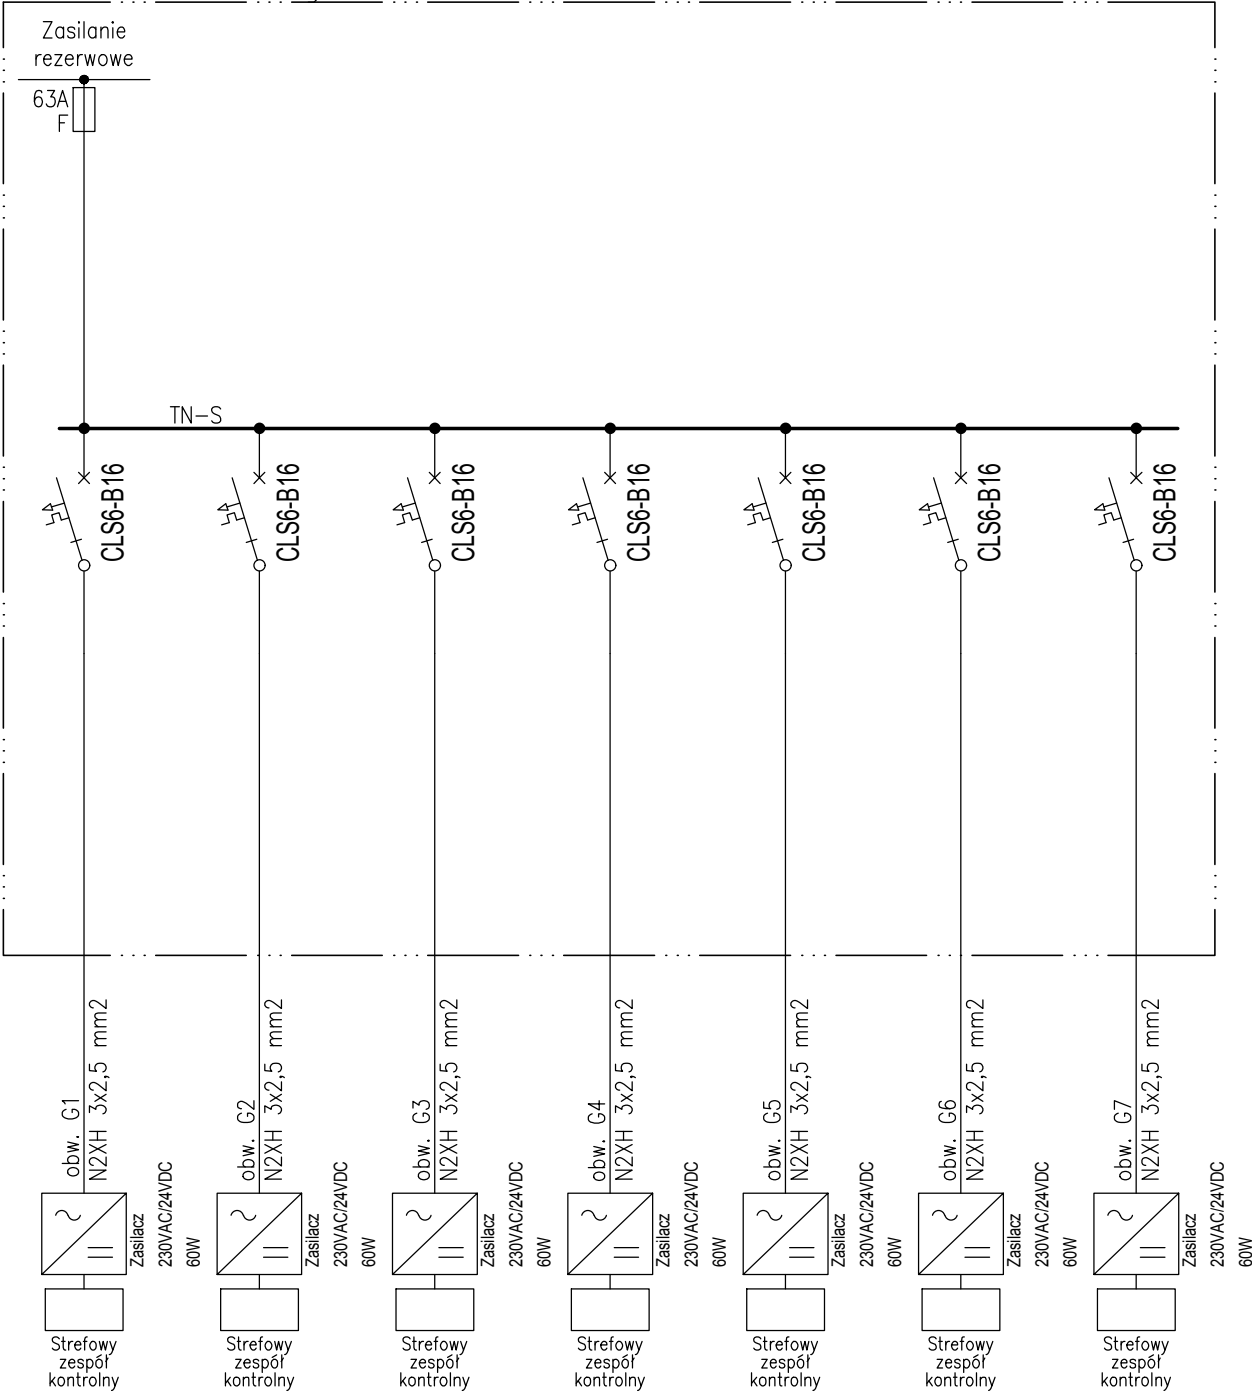 Zasilanie
rezerwowe
63A
F
TN-S
CLS6-B16
CLS6-B16
CLS6-B16
CLS6-B16
CLS6-B16
CLS6-B16
CLS6-B16
obw. G1
N2XH 3x2,5 mm2
obw. G2
N2XH 3x2,5 mm2
obw. G3
N2XH 3x2,5 mm2
obw. G4
N2XH 3x2,5 mm2
obw. G5
N2XH 3x2,5 mm2
obw. G6
N2XH 3x2,5 mm2
obw. G7
N2XH 3x2,5 mm2
Zasilacz
230VAC/24VDC
60W
Zasilacz
230VAC/24VDC
60W
Zasilacz
230VAC/24VDC
60W
Zasilacz
230VAC/24VDC
60W
Zasilacz
230VAC/24VDC
60W
Zasilacz
230VAC/24VDC
60W
Zasilacz
230VAC/24VDC
60W
Strefowy
zespół
kontrolny
Strefowy
zespół
kontrolny
Strefowy
zespół
kontrolny
Strefowy
zespół
kontrolny
Strefowy
zespół
kontrolny
Strefowy
zespół
kontrolny
Strefowy
zespół
kontrolny